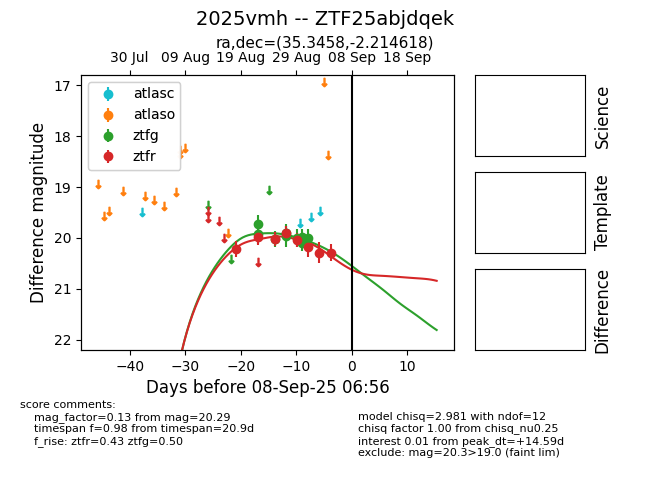 2025vmh -- ZTF25abjdqek
ra,dec=(35.3458,-2.214618)
30 Jul 09 Aug 19 Aug 29 Aug 08 Sep 18 Sep
atlasc
atlaso
ztfg
ztfr
17
18
19
20
21
22
Difference magnitude
−40 −30 −20 −10 0 10
Days before 08-Sep-25 06:56
Science
Template
Difference
score comments:
mag_factor=0.13 from mag=20.29
timespan f=0.98 from timespan=20.9d
f_rise: ztfr=0.43 ztfg=0.50
model chisq=2.981 with ndof=12
chisq factor 1.00 from chisq_nu0.25
interest 0.01 from peak_dt=+14.59d
exclude: mag=20.3>19.0 (faint lim)